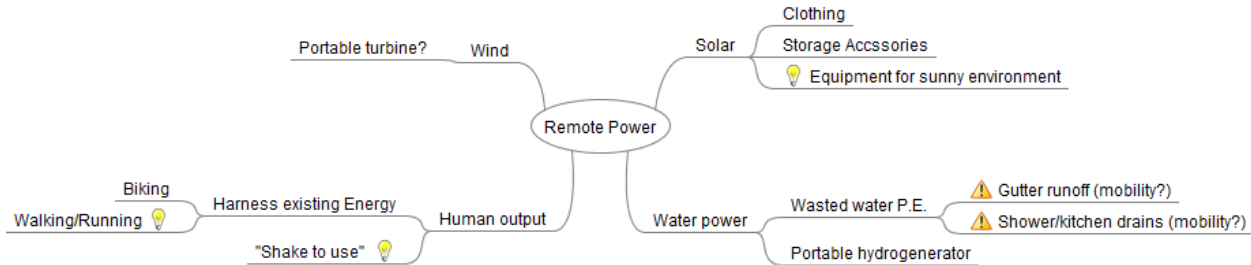 Clothing
Portable turbine?
Wind
Solar
Storage Accssories
Equipment for sunny environment
Remote Power
Biking
Harness existing Energy
Walking/Running
Human output
"Shake to use"
Water power
Wasted water P.E.
Gutter runoff (mobility?)
Shower/kitchen drains (mobility?)
Portable hydrogenerator